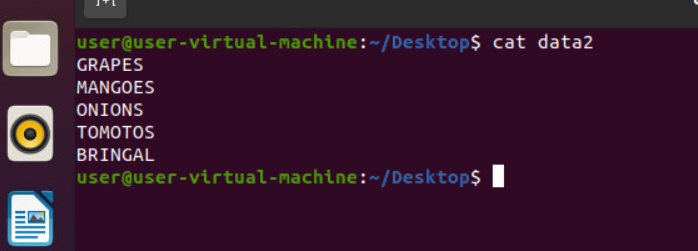 user@user-virtual-machine:~/Desktop$ cat data2
GRAPES
MANGOES
ONIONS
TOMOTOS
BRINGAL
user@user-virtual-machine:~/Desktop$